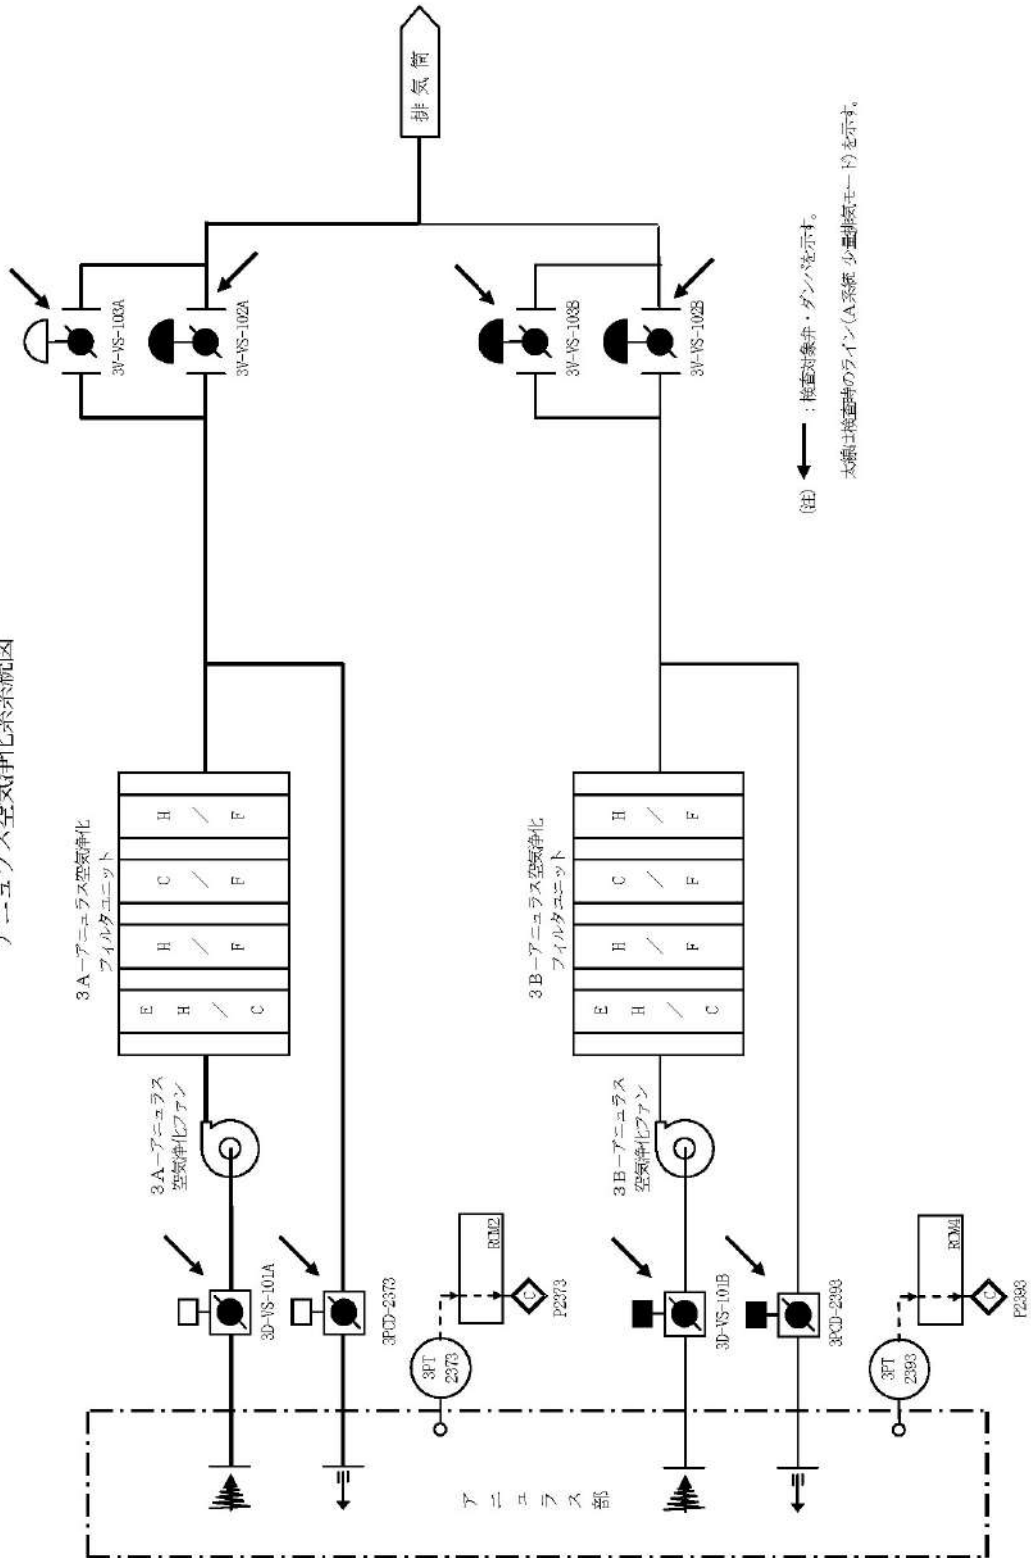 アニュラス空気浄化系系統図
3A-アニュラス空気浄化
フィルタユニット
3A-アニュラス
空気浄化ファン
E
H
/
C
H
/
F
C
/
F
H
/
F
3D-VS-101A
3PCD-2373
3V-VS-103A
3V-VS-102A
排気筒
3PT
2373
RCM2
C
P2373
3B-アニュラス空気浄化
フィルタユニット
3B-アニュラス
空気浄化ファン
E
H
/
C
H
/
F
C
/
F
H
/
F
3D-VS-101B
3PCD-2393
3V-VS-103B
3V-VS-102B
3PT
2393
RCM4
C
P2393
アニュラス部
(注) :検査対象弁・ダンパを示す。
太線は検査時のライン(A系統 少量排気モード)を示す。